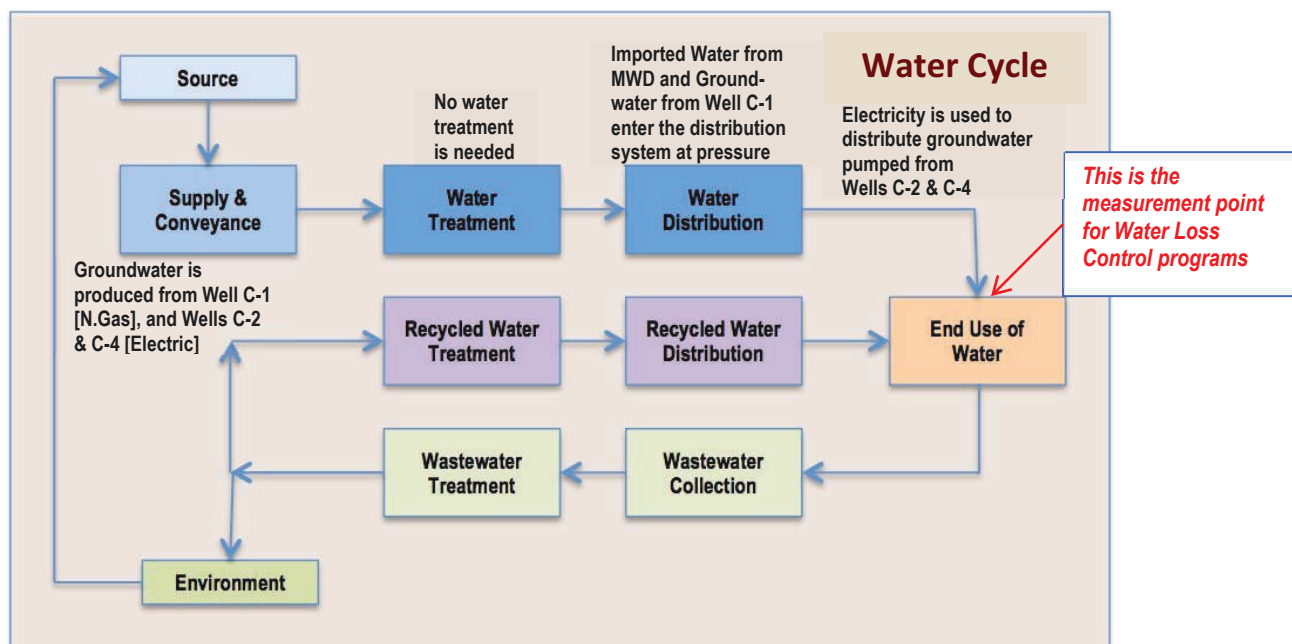 Water Cycle
Source
No water
treatment
is needed
Imported Water from
MWD and Ground-
water from Well C-1
enter the distribution
system at pressure
Electricity is used to
distribute groundwater
pumped from
Wells C-2 & C-4
This is the
measurement point
for Water Loss
Control programs
Supply &
Conveyance
Water
Treatment
Water
Distribution
Groundwater is
produced from Well C-1
[N.Gas], and Wells C-2
& C-4 [Electric]
Recycled Water
Treatment
Recycled Water
Distribution
End Use of
Water
Wastewater
Treatment
Wastewater
Collection
Environment